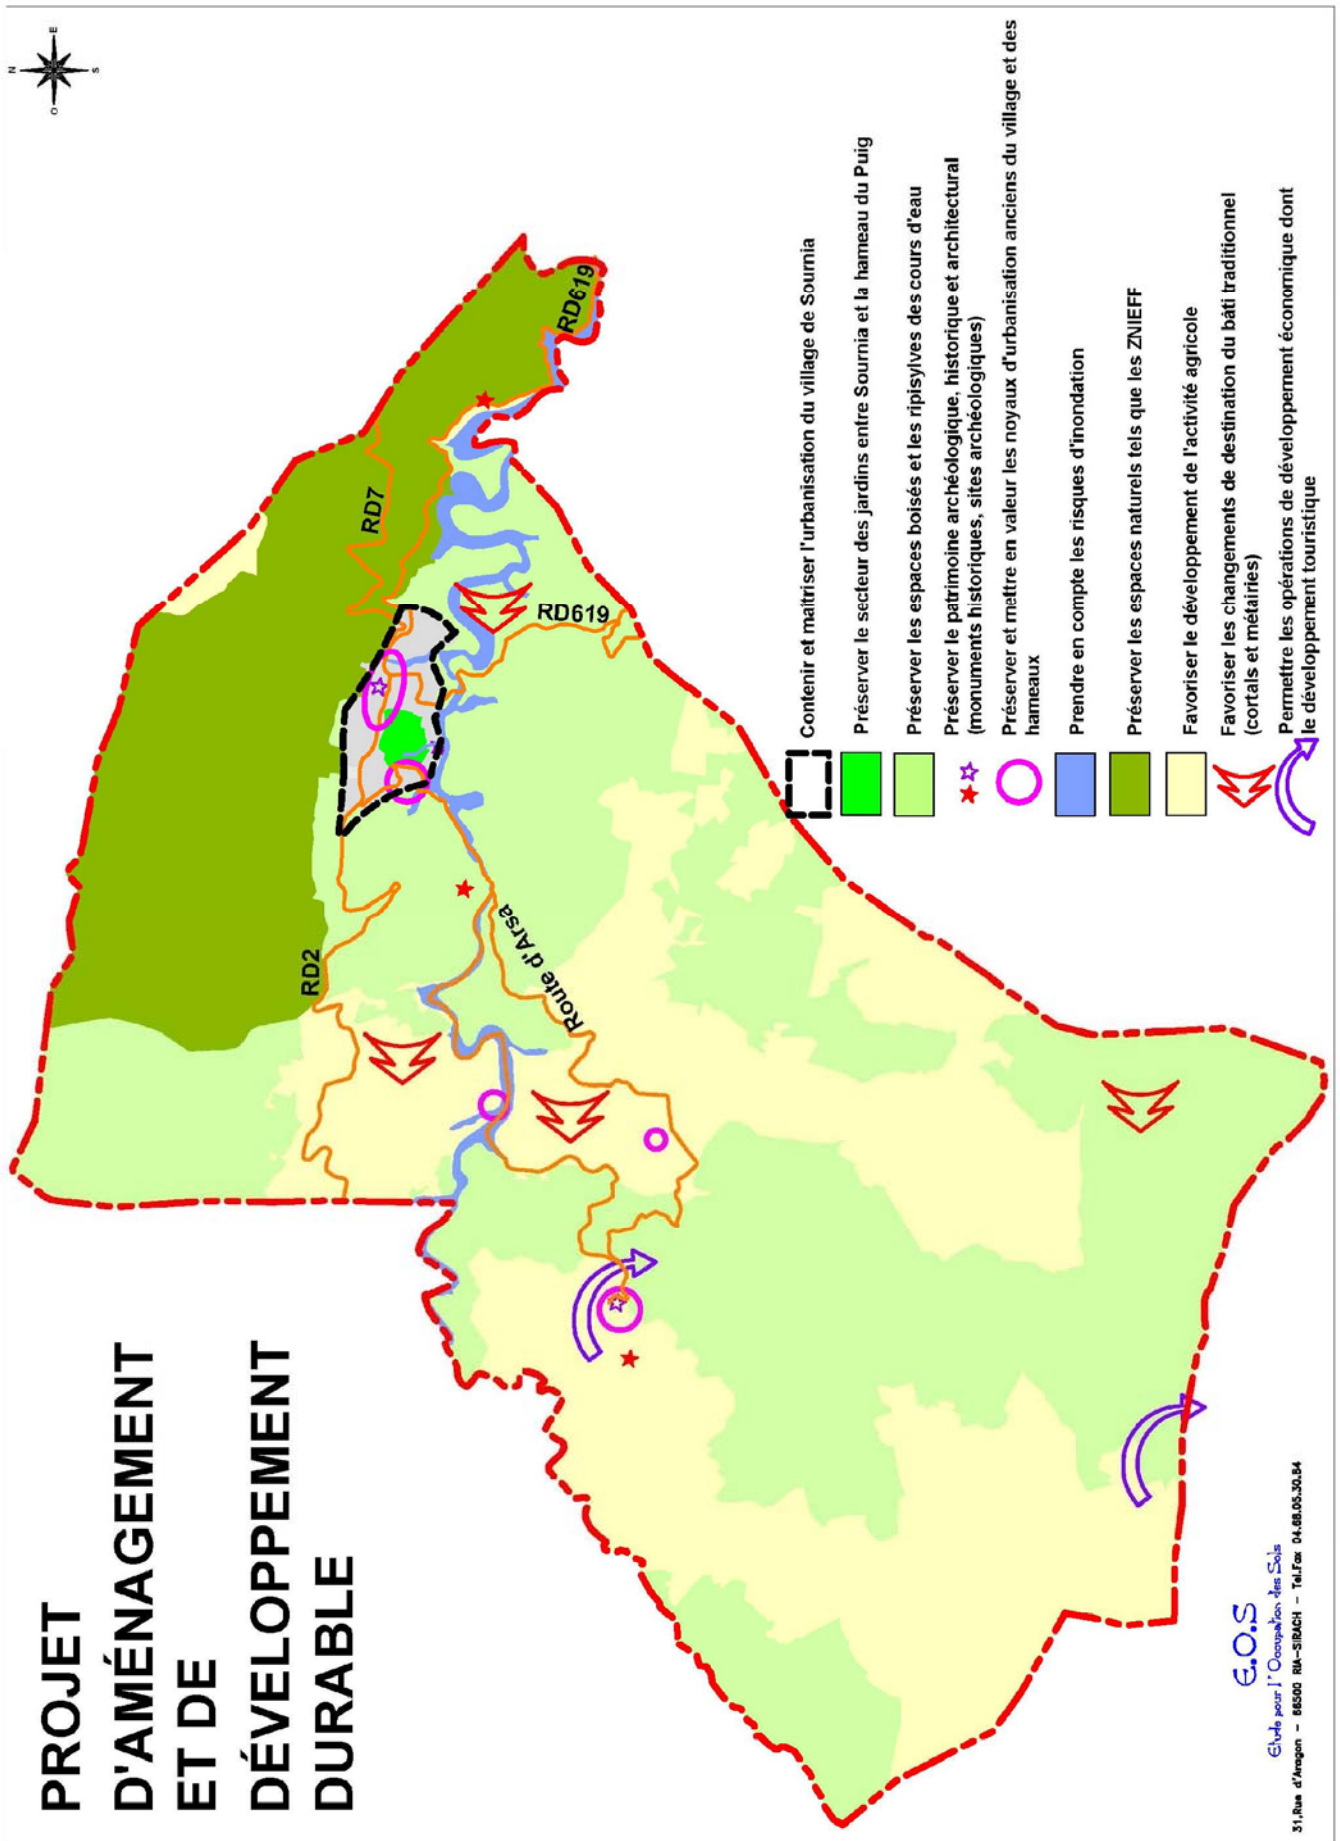 PROJET
D'AMÉNAGEMENT
ET DE
DÉVELOPPEMENT
DURABLE
N
E
S
O
RD7
RD619
RD619
RD2
Route d'Arsa
Contenir et maîtriser l'urbanisation du village de Sournia
Préserver le secteur des jardins entre Sournia et la hameau du Puig
Préserver les espaces boisés et les ripisylves des cours d'eau
Préserver le patrimoine archéologique, historique et architectural
(monuments historiques, sites archéologiques)
Préserver et mettre en valeur les noyaux d'urbanisation anciens du village et des
hameaux
Prendre en compte les risques d'inondation
Préserver les espaces naturels tels que les ZNIEFF
Favoriser le développement de l'activité agricole
Favoriser les changements de destination du bâti traditionnel
(cortals et métairies)
Permettre les opérations de développement économique dont
le développement touristique
E.O.S
Etude pour l'Occupation des Sols
31,Rue d'Aragon - 66500 RIA-SIRACH - Tel.Fax 04.68.05.30.84